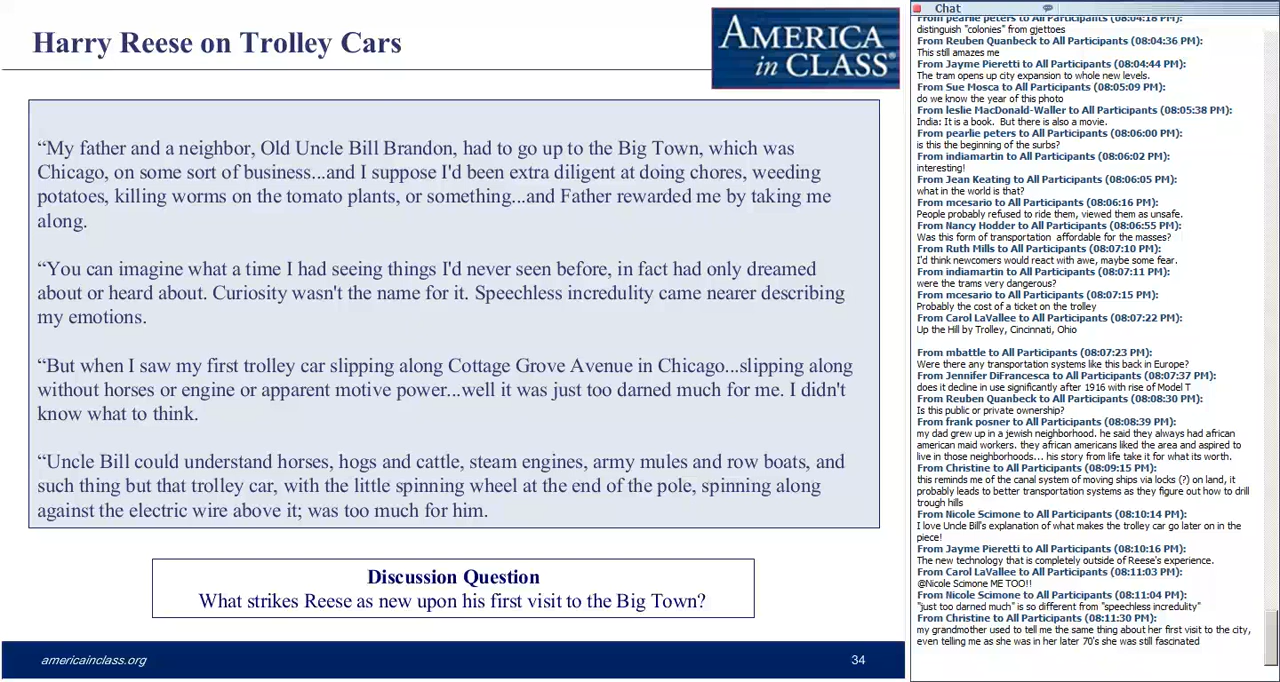 Harry Reese on Trolley Cars
AMERICA
in CLASS®
“My father and a neighbor, Old Uncle Bill Brandon, had to go up to the Big Town, which was
Chicago, on some sort of business...and I suppose I'd been extra diligent at doing chores, weeding
potatoes, killing worms on the tomato plants, or something...and Father rewarded me by taking me
along.
“You can imagine what a time I had seeing things I'd never seen before, in fact had only dreamed
about or heard about. Curiosity wasn't the name for it. Speechless incredulity came nearer describing
my emotions.
“But when I saw my first trolley car slipping along Cottage Grove Avenue in Chicago...slipping along
without horses or engine or apparent motive power...well it was just too darned much for me. I didn't
know what to think.
“Uncle Bill could understand horses, hogs and cattle, steam engines, army mules and row boats, and
such thing but that trolley car, with the little spinning wheel at the end of the pole, spinning along
against the electric wire above it; was too much for him.
Discussion Question
What strikes Reese as new upon his first visit to the Big Town?
americainclass.org
34
Chat
From pearlie peters to All Participants (08:04:18 PM):
distinguish "colonies" from gjettoes
From Reuben Quanbeck to All Participants (08:04:36 PM):
This still amazes me
From Jayme Pieretti to All Participants (08:04:44 PM):
The tram opens up city expansion to whole new levels.
From Sue Mosca to All Participants (08:05:09 PM):
do we know the year of this photo
From leslie MacDonald-Waller to All Participants (08:05:38 PM):
India: It is a book.  But there is also a movie.
From pearlie peters to All Participants (08:06:00 PM):
is this the beginning of the surbs?
From indiamartin to All Participants (08:06:02 PM):
interesting!
From Jean Keating to All Participants (08:06:05 PM):
what in the world is that?
From mcesario to All Participants (08:06:16 PM):
People probably refused to ride them, viewed them as unsafe.
From Nancy Hodder to All Participants (08:06:55 PM):
Was this form of transportation  affordable for the masses?
From Ruth Mills to All Participants (08:07:10 PM):
I'd think newcomers would react with awe, maybe some fear.
From indiamartin to All Participants (08:07:11 PM):
were the trams very dangerous?
From mcesario to All Participants (08:07:15 PM):
Probably the cost of a ticket on the trolley
From Carol LaVallee to All Participants (08:07:22 PM):
Up the Hill by Trolley, Cincinnati, Ohio
From mbattle to All Participants (08:07:23 PM):
Were there any transportation systems like this back in Europe?
From Jennifer DiFrancesca to All Participants (08:07:37 PM):
does it decline in use significantly after 1916 with rise of Model T
From Reuben Quanbeck to All Participants (08:08:30 PM):
Is this public or private ownership?
From frank posner to All Participants (08:08:39 PM):
my dad grew up in a jewish neighborhood. he said they always had african
american maid workers. they african americans liked the area and aspired to
live in those neighborhoods... his story from life take it for what its worth.
From Christine to All Participants (08:09:15 PM):
this reminds me of the canal system of moving ships via locks (?) on land, it
probably leads to better transportation systems as they figure out how to drill
trough hills
From Nicole Scimone to All Participants (08:10:14 PM):
I love Uncle Bill's explanation of what makes the trolley car go later on in the
piece!
From Jayme Pieretti to All Participants (08:10:16 PM):
The new technology that is completely outside of Reese's experience.
From Carol LaVallee to All Participants (08:11:03 PM):
@Nicole Scimone ME TOO!!
From Nicole Scimone to All Participants (08:11:04 PM):
"just too darned much" is so different from "speechless incredulity"
From Christine to All Participants (08:11:30 PM):
my grandmother used to tell me the same thing about her first visit to the city,
even telling me as she was in her later 70's she was still fascinated